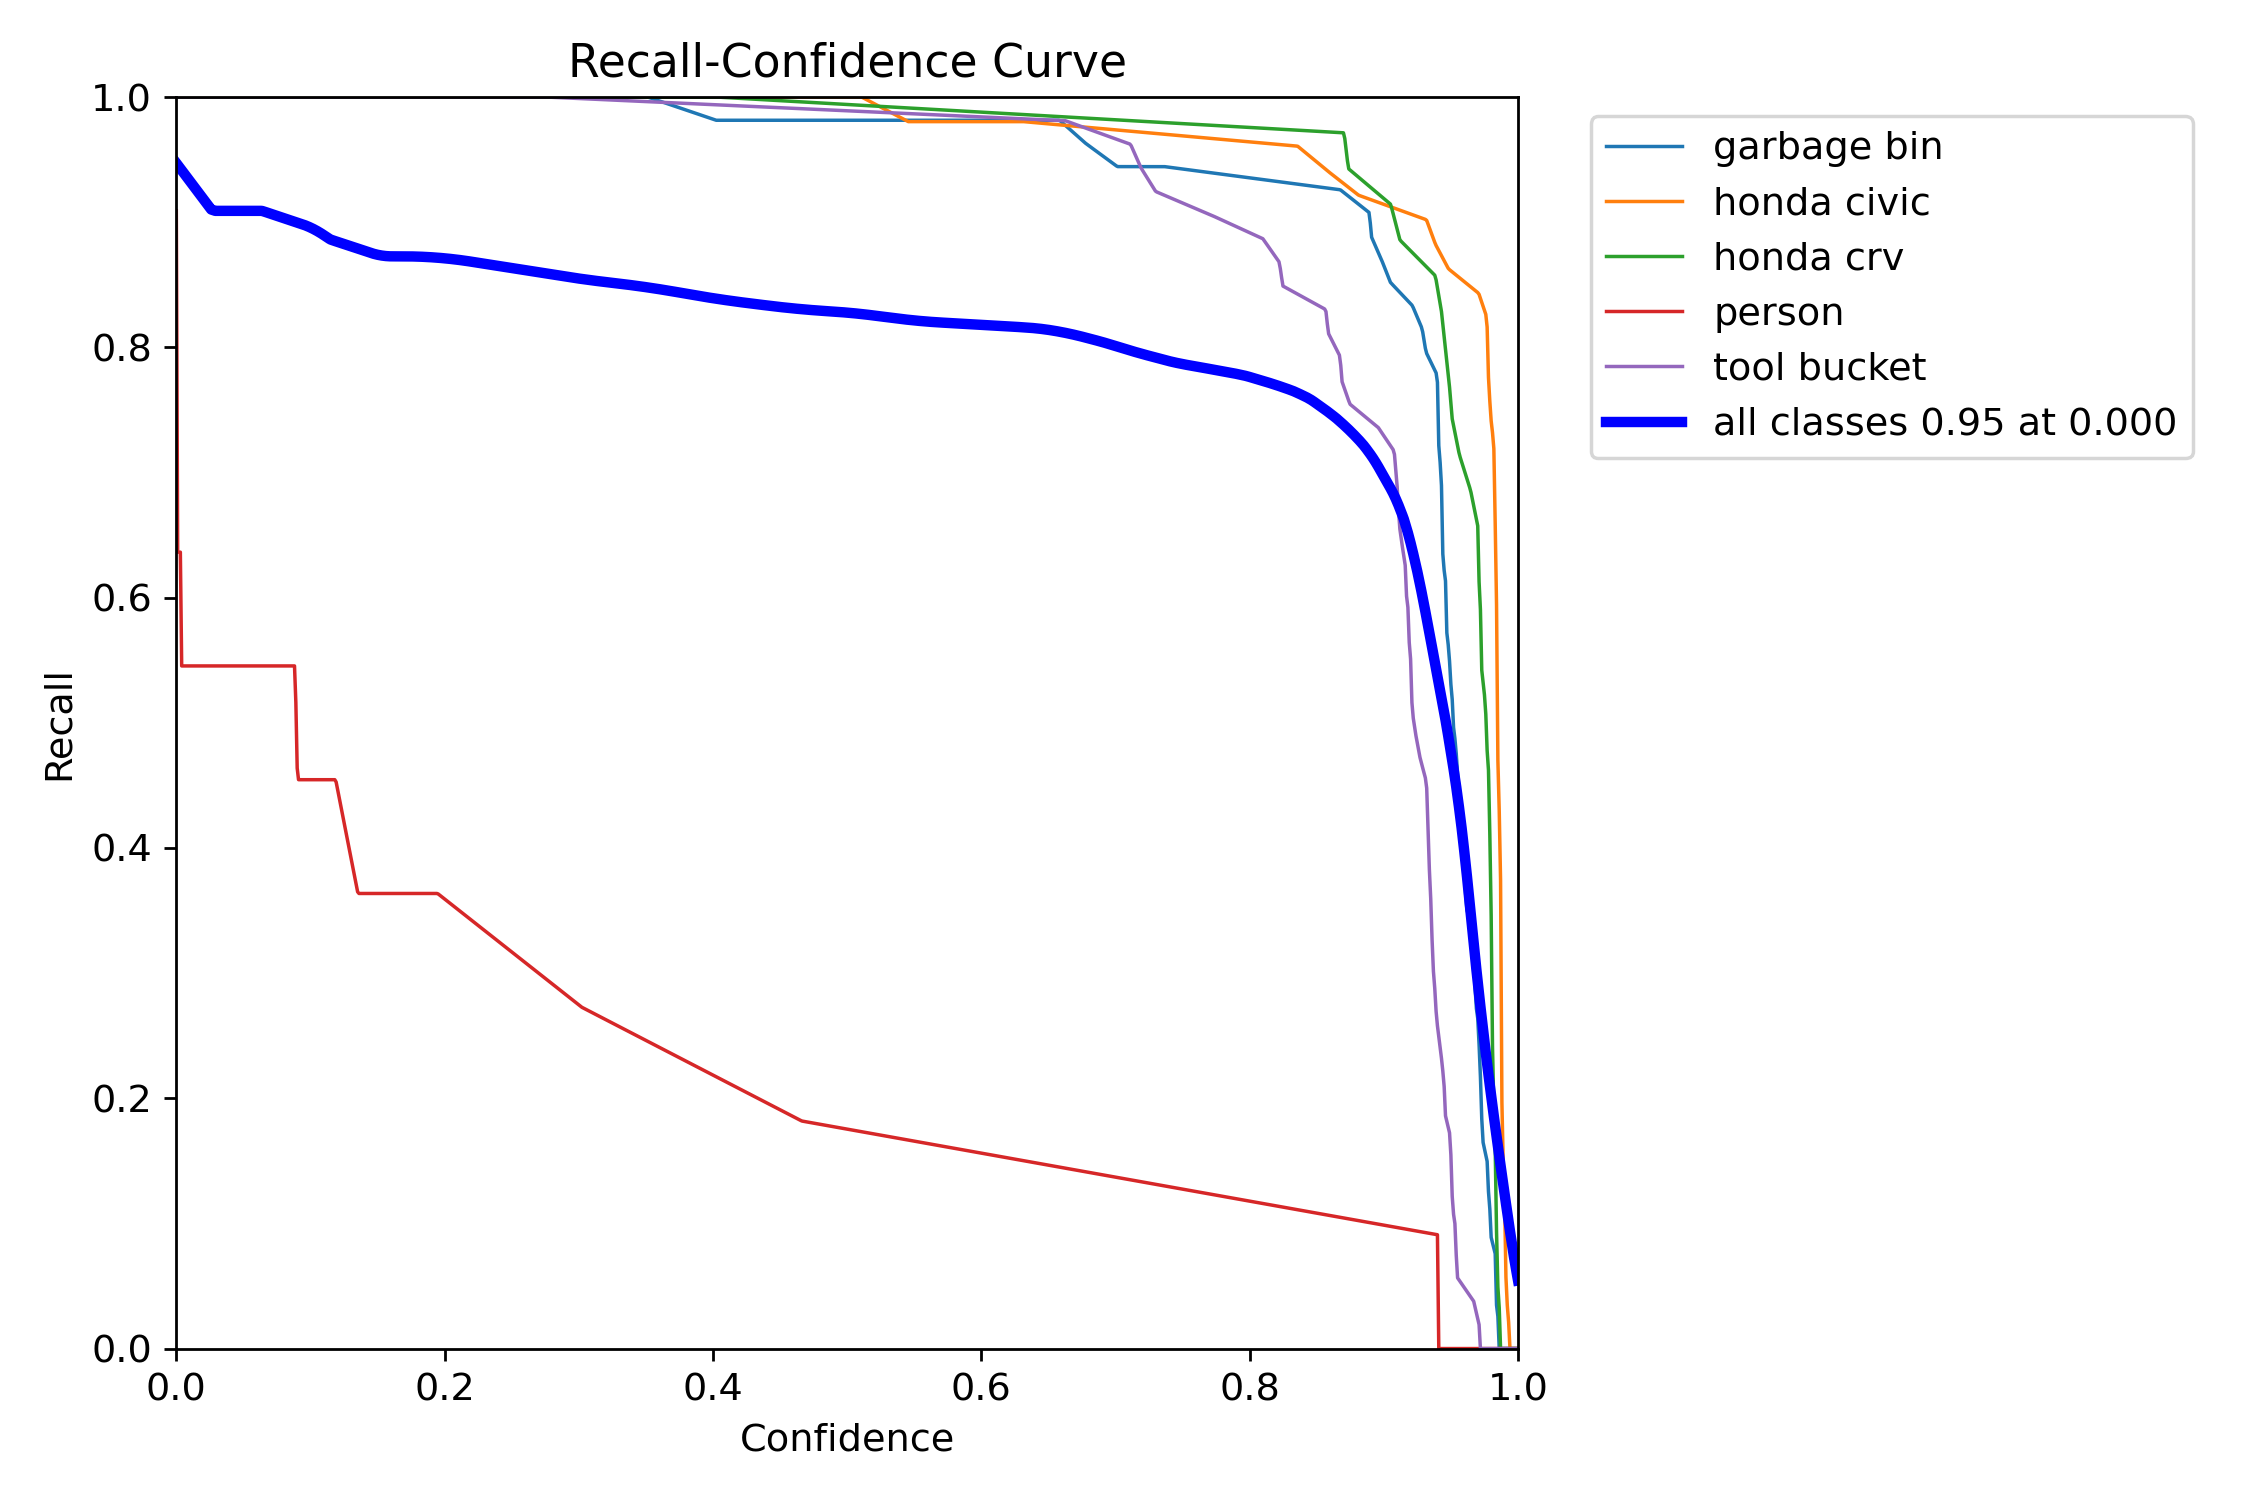 Recall-Confidence Curve
1.0
0.8
0.6
0.4
0.2
0.0
Recall
0.0 0.2 0.4 0.6 0.8 1.0
Confidence
garbage bin
honda civic
honda crv
person
tool bucket
all classes 0.95 at 0.000